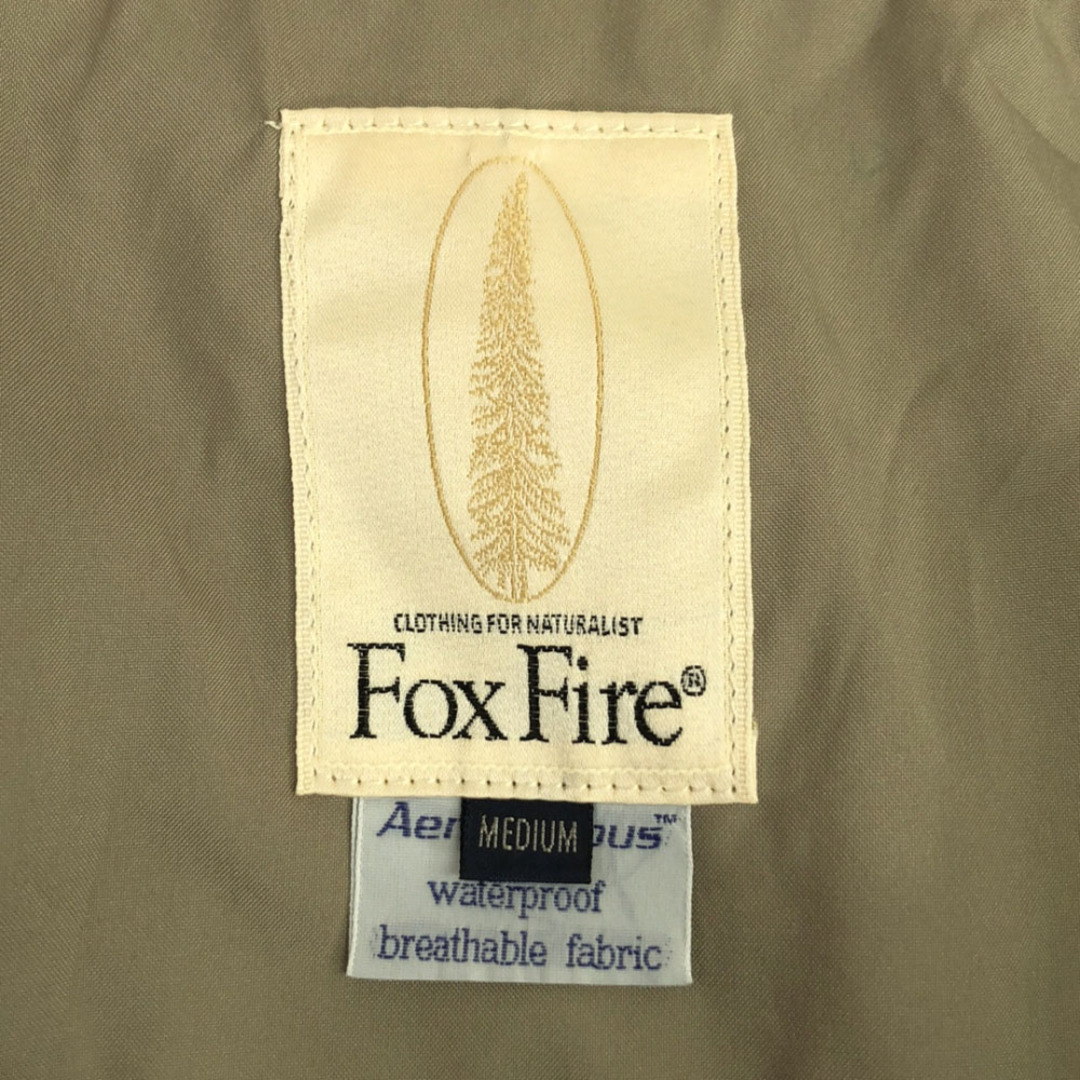 CLOTHING FOR NATURALIST
Fox Fire®
MEDIUM
waterproof
breathable fabric